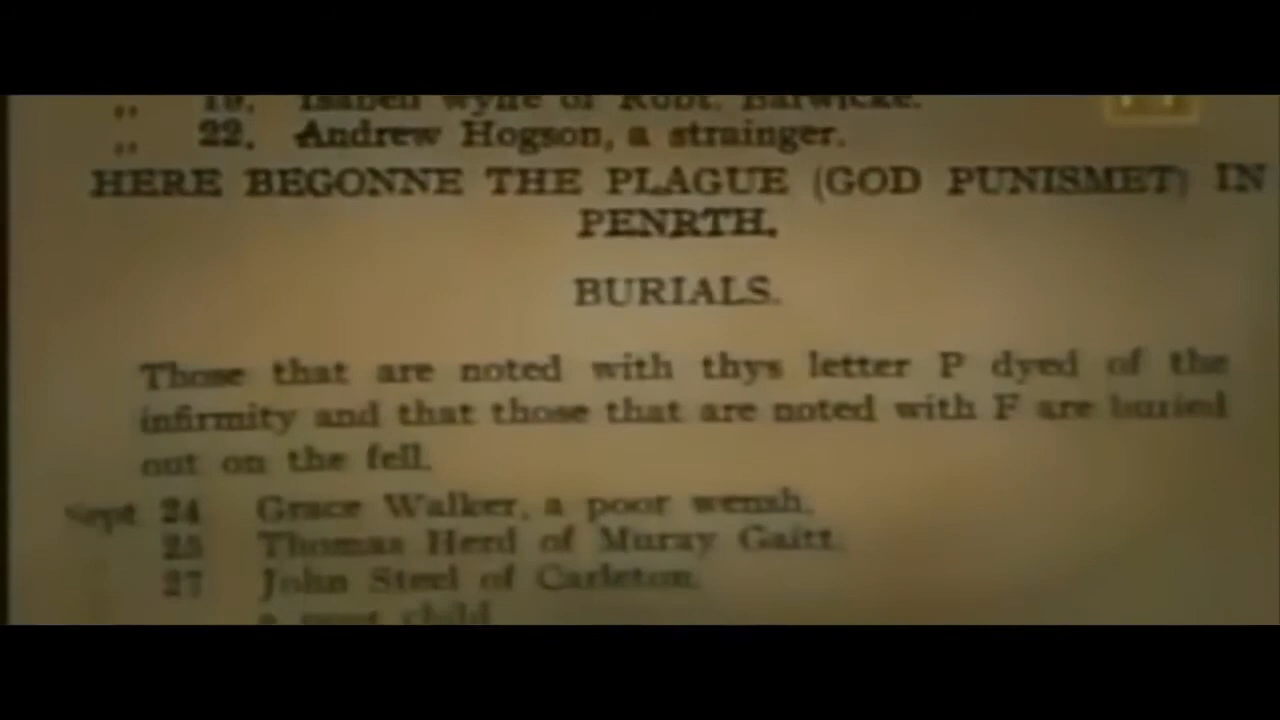 „ 19. Isabell wyffe of Robt. Barwicke.
„ 22. Andrew Hogson, a strainger.
HERE BEGONNE THE PLAGUE (GOD PUNISMET) IN
PENRTH.
BURIALS.
Those that are noted with thys letter P dyed of the
infirmity and that those that are noted with F are buried
out on the fell.
Sept 24 Grace Walker, a poor wensh.
25 Thomas Herd of Muray Gaitt.
27 John Steel of Carleton.
a poor child